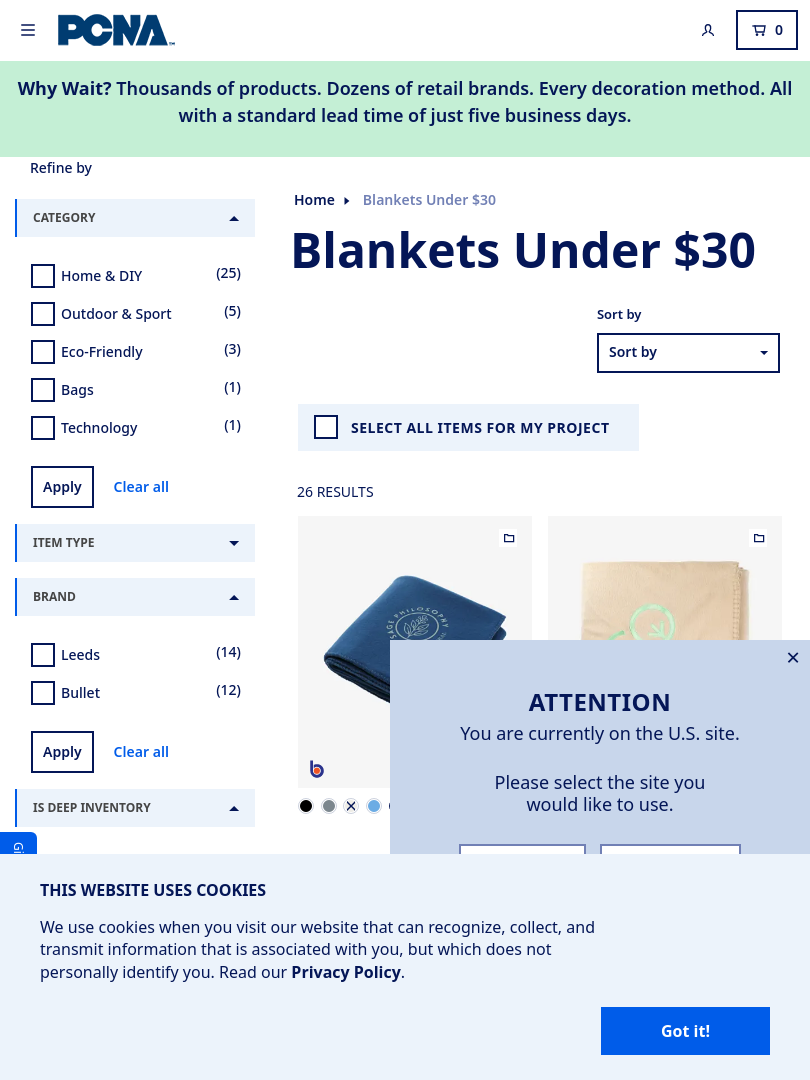 PCNA
0
Why Wait? Thousands of products. Dozens of retail brands. Every decoration method. All
with a standard lead time of just five business days.
Refine by
CATEGORY
Home & DIY (25)
Outdoor & Sport (5)
Eco-Friendly (3)
Bags (1)
Technology (1)
Apply Clear all
ITEM TYPE
BRAND
Leeds (14)
Bullet (12)
Apply Clear all
IS DEEP INVENTORY
Home Blankets Under $30
Blankets Under $30
Sort by
Sort by
SELECT ALL ITEMS FOR MY PROJECT
26 RESULTS
PHILOSOPHY
b
ATTENTION
You are currently on the U.S. site.
Please select the site you
would like to use.
THIS WEBSITE USES COOKIES
We use cookies when you visit our website that can recognize, collect, and
transmit information that is associated with you, but which does not
personally identify you. Read our Privacy Policy.
Got it!